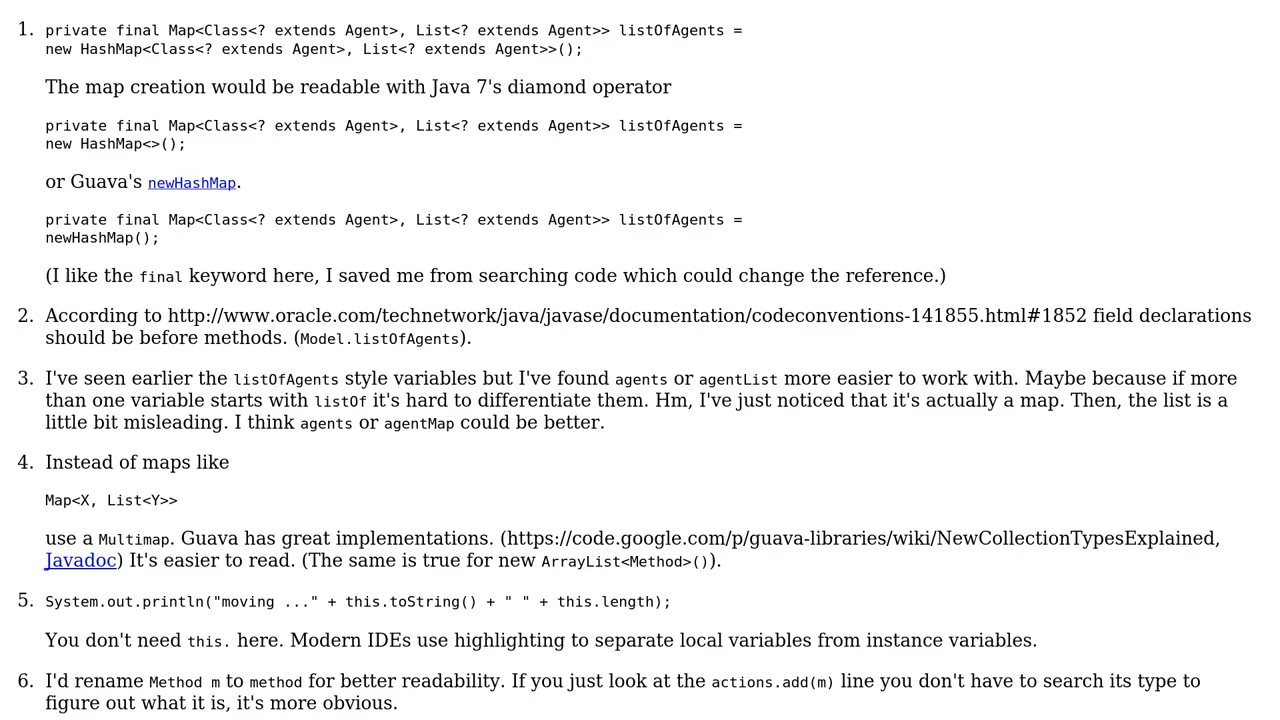 1. private final Map<Class<? extends Agent>, List<? extends Agent>> listOfAgents =
new HashMap<Class<? extends Agent>, List<? extends Agent>>();
The map creation would be readable with Java 7's diamond operator
private final Map<Class<? extends Agent>, List<? extends Agent>> listOfAgents =
new HashMap<>();
or Guava's newHashMap.
private final Map<Class<? extends Agent>, List<? extends Agent>> listOfAgents =
newHashMap();
(I like the final keyword here, I saved me from searching code which could change the reference.)
2. According to http://www.oracle.com/technetwork/java/javase/documentation/codeconventions-141855.html#1852 field declarations
should be before methods. (Model.listOfAgents).
3. I've seen earlier the listOfAgents style variables but I've found agents or agentList more easier to work with. Maybe because if more
than one variable starts with listOf it's hard to differentiate them. Hm, I've just noticed that it's actually a map. Then, the list is a
little bit misleading. I think agents or agentMap could be better.
4. Instead of maps like
Map<X, List<Y>>
use a Multimap. Guava has great implementations. (https://code.google.com/p/guava-libraries/wiki/NewCollectionTypesExplained,
Javadoc) It's easier to read. (The same is true for new ArrayList<Method>()).
5. System.out.println("moving ..." + this.toString() + " " + this.length);
You don't need this. here. Modern IDEs use highlighting to separate local variables from instance variables.
6. I'd rename Method m to method for better readability. If you just look at the actions.add(m) line you don't have to search its type to
figure out what it is, it's more obvious.